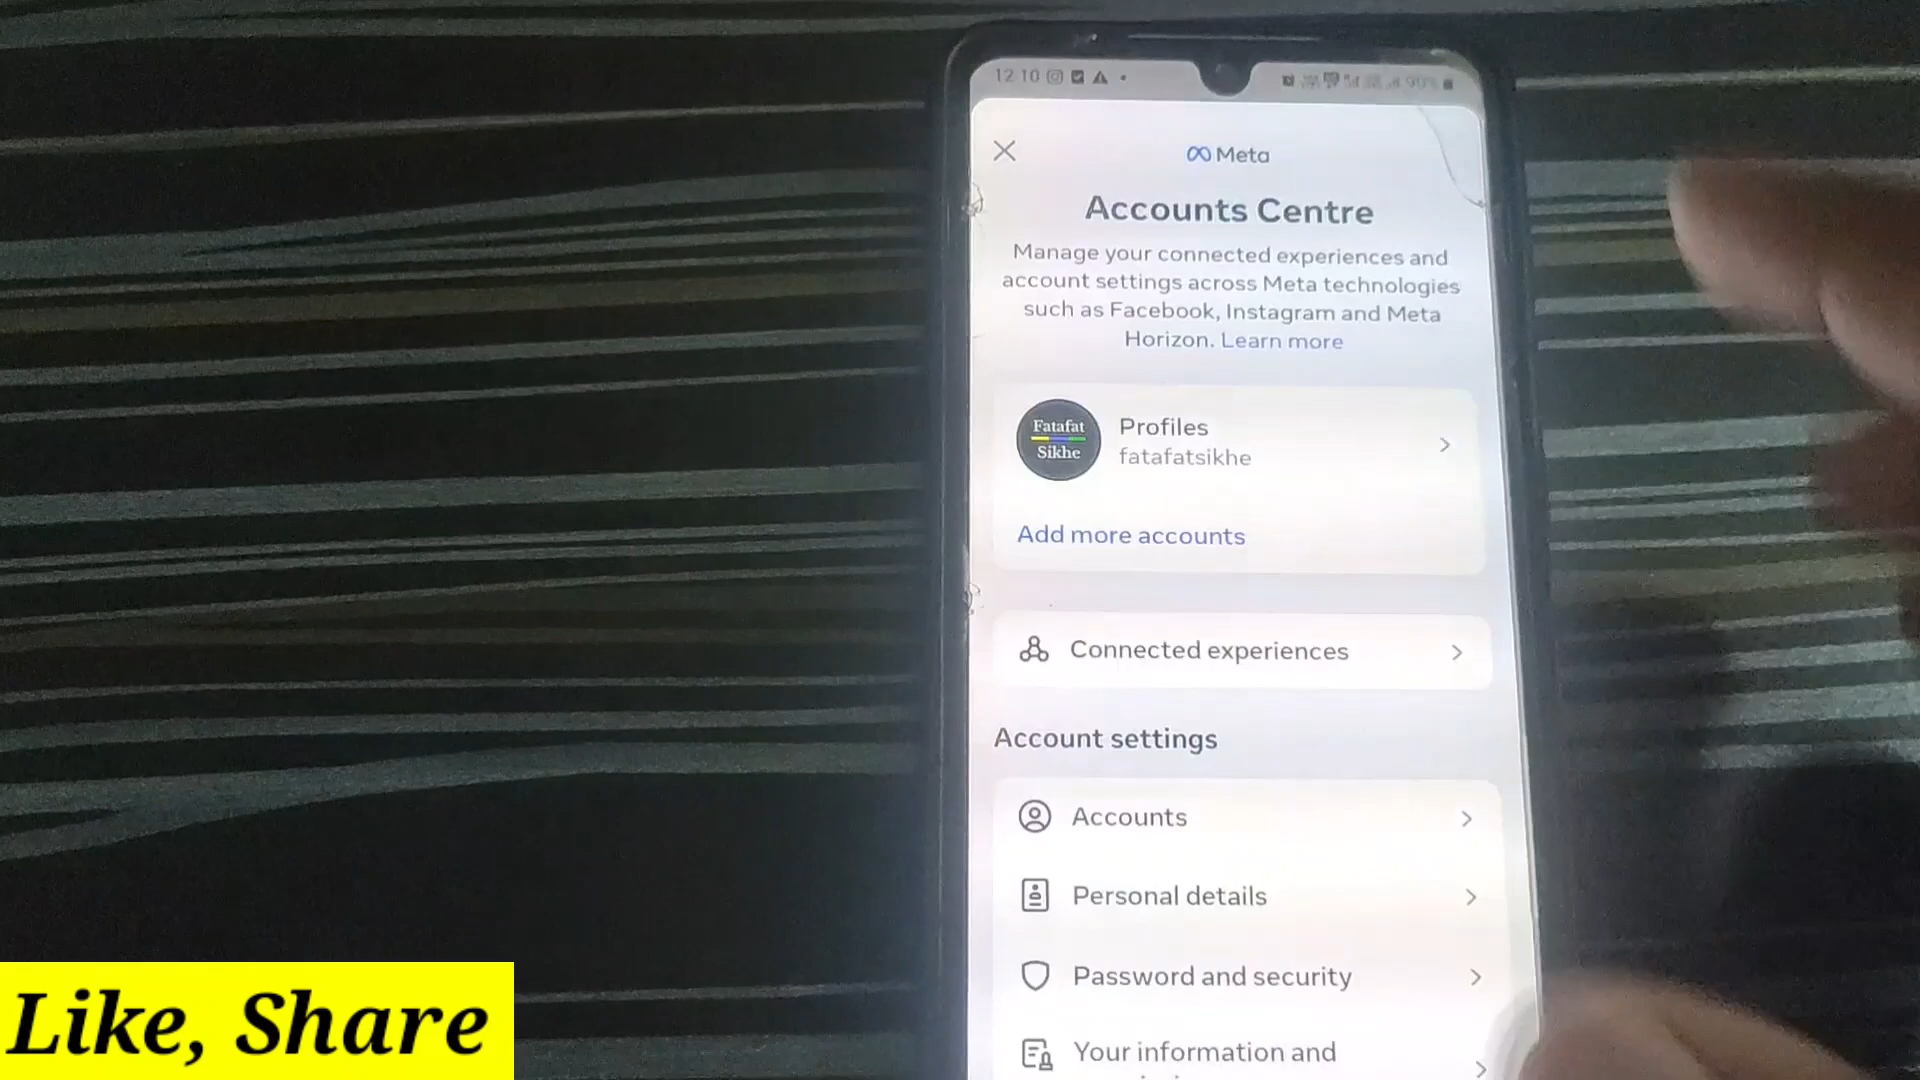 12:10
Meta
Accounts Centre
Manage your connected experiences and
account settings across Meta technologies
such as Facebook, Instagram and Meta
Horizon. Learn more
Fatafat
Sikhe
Profiles
fatafatsikhe
Add more accounts
Connected experiences
Account settings
Accounts
Personal details
Password and security
Your information and
Like, Share